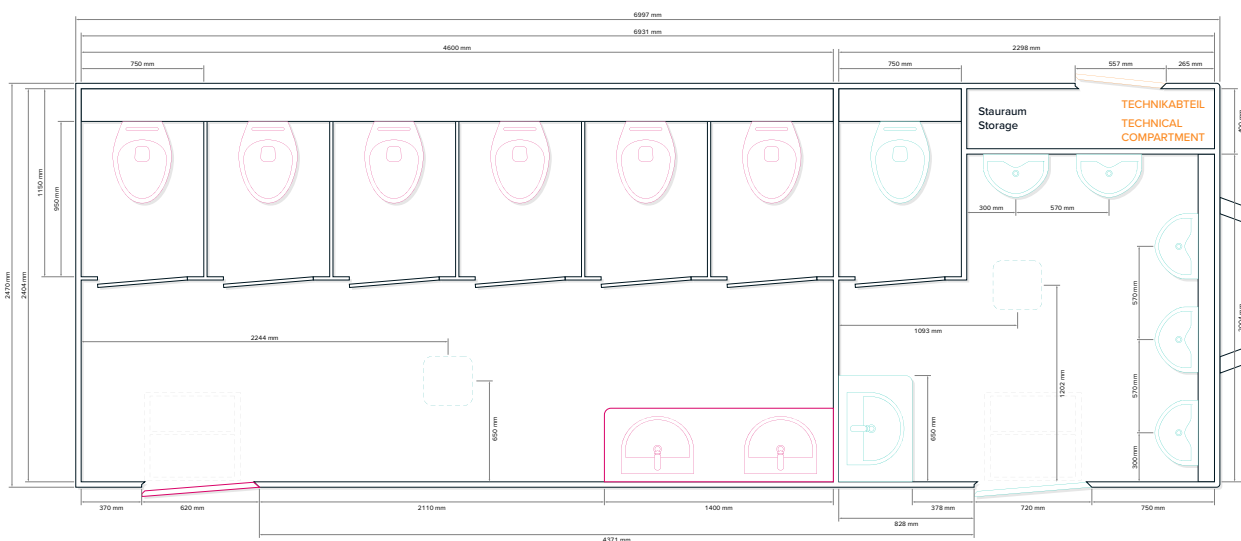 6997 mm
6931 mm
4600 mm
2298 mm
750 mm
750 mm
557 mm
265 mm
Stauraum
Storage
TECHNIKABTEIL
TECHNICAL
COMPARTMENT
1150 mm
950 mm
2470 mm
2404 mm
300 mm
570 mm
570 mm
1093 mm
2244 mm
1202 mm
570 mm
650 mm
650 mm
300 mm
370 mm
620 mm
2110 mm
1400 mm
378 mm
720 mm
750 mm
828 mm
4371 mm